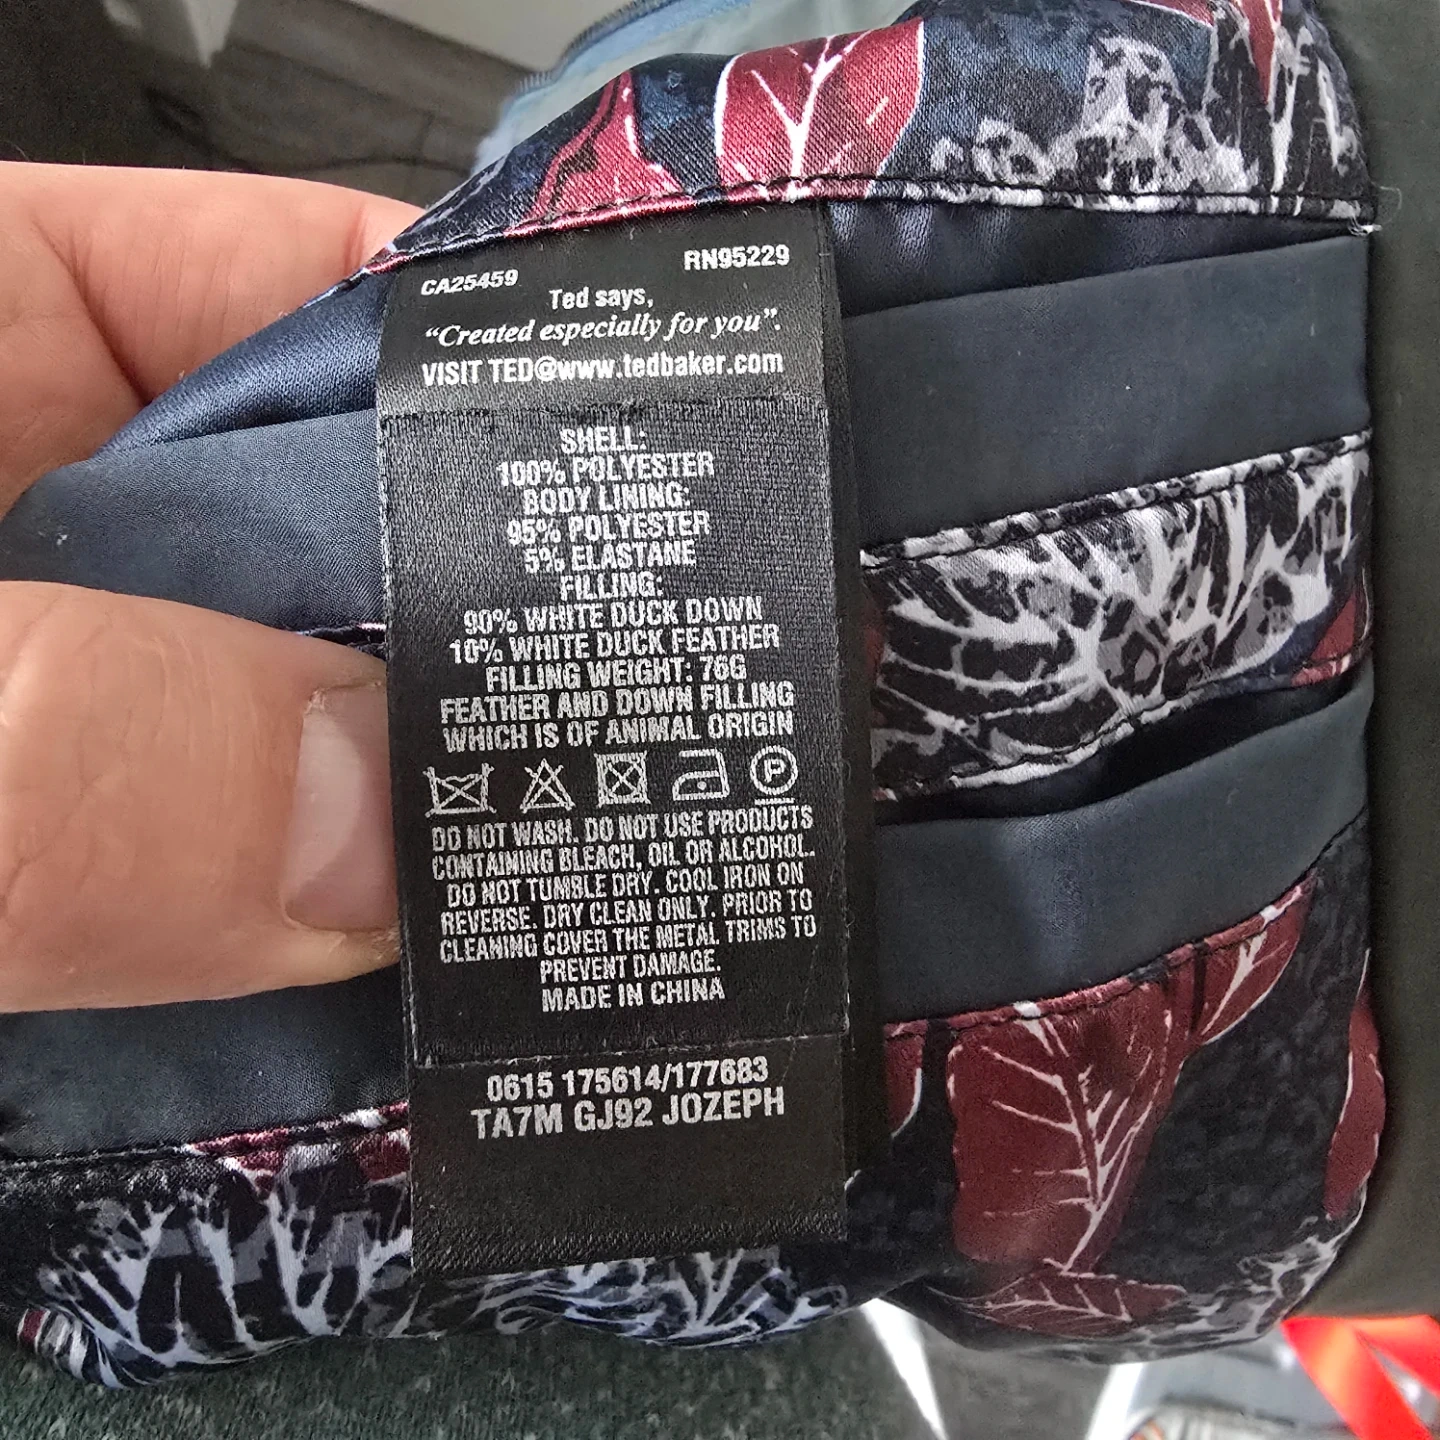 CA25459 RN95229
Ted says,
“Created especially for you”.
VISIT TED@www.tedbaker.com
SHELL:
100% POLYESTER
BODY LINING:
95% POLYESTER
5% ELASTANE
FILLING:
90% WHITE DUCK DOWN
10% WHITE DUCK FEATHER
FILLING WEIGHT: 76G
FEATHER AND DOWN FILLING
WHICH IS OF ANIMAL ORIGIN
P
DO NOT WASH. DO NOT USE PRODUCTS
CONTAINING BLEACH, OIL OR ALCOHOL.
DO NOT TUMBLE DRY. COOL IRON ON
REVERSE. DRY CLEAN ONLY. PRIOR TO
CLEANING COVER THE METAL TRIMS TO
PREVENT DAMAGE.
MADE IN CHINA
0615 175614/177683
TA7M GJ92 JOZEPH